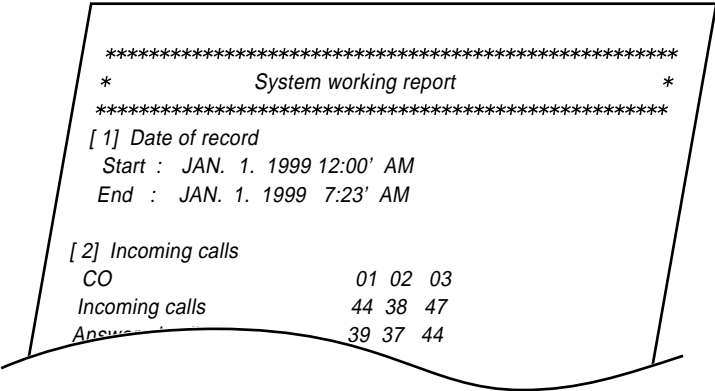 *****************************************************
* System working report *
*****************************************************
[ 1] Date of record
Start : JAN. 1. 1999 12:00' AM
End : JAN. 1. 1999 7:23' AM
[ 2] Incoming calls
CO 01 02 03
Incoming calls 44 38 47
39 37 44